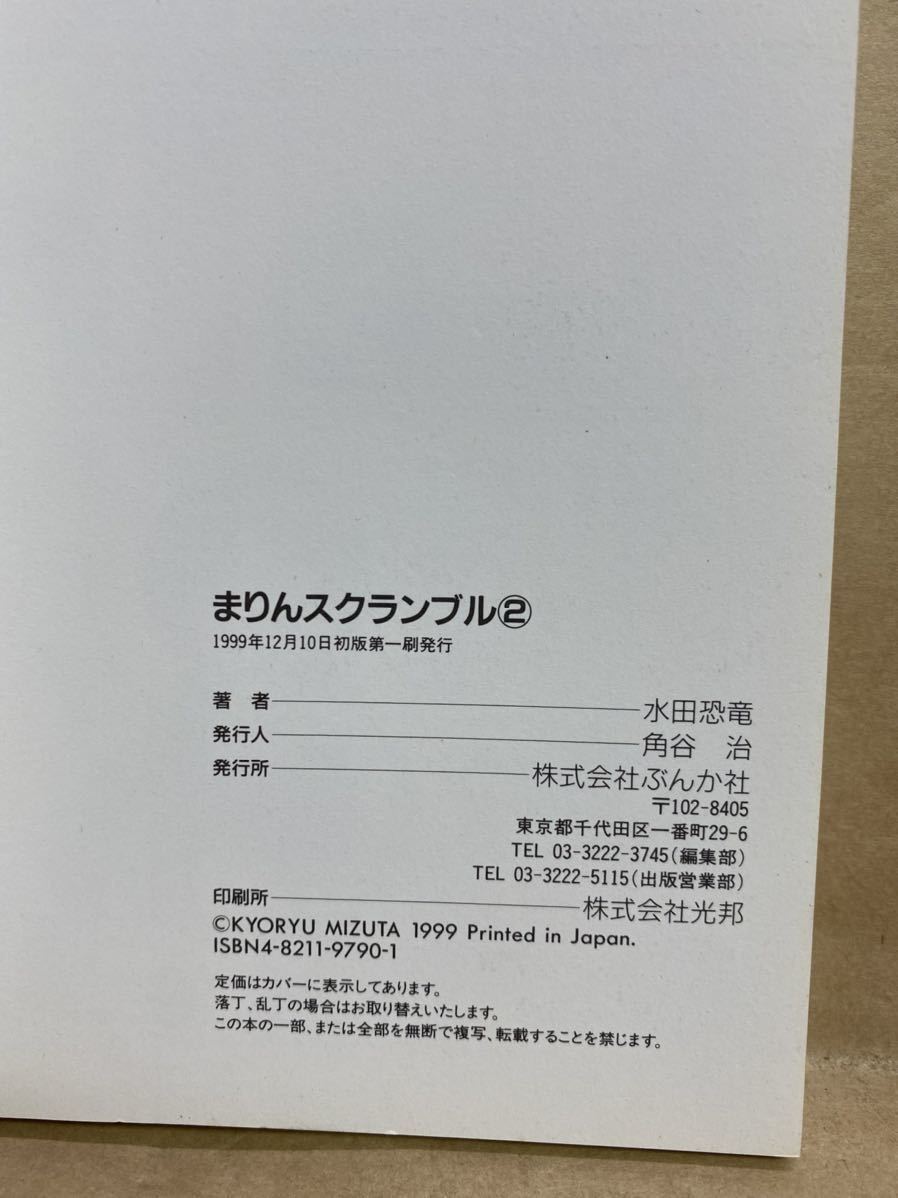 まりんスクランブル②
1999年12月10日初版第一刷発行
著 者 水田恐竜
発行人 角谷 治
発行所 株式会社ぶんか社
〒102-8405
東京都千代田区一番町29-6
TEL 03-3222-3745(編集部)
TEL 03-3222-5115(出版営業部)
印刷所 株式会社光邦
©KYORYU MIZUTA 1999 Printed in Japan.
ISBN4-8211-9790-1
定価はカバーに表示してあります。
落丁、乱丁の場合はお取り替えいたします。
この本の一部、または全部を無断で複写、転載することを禁じます。